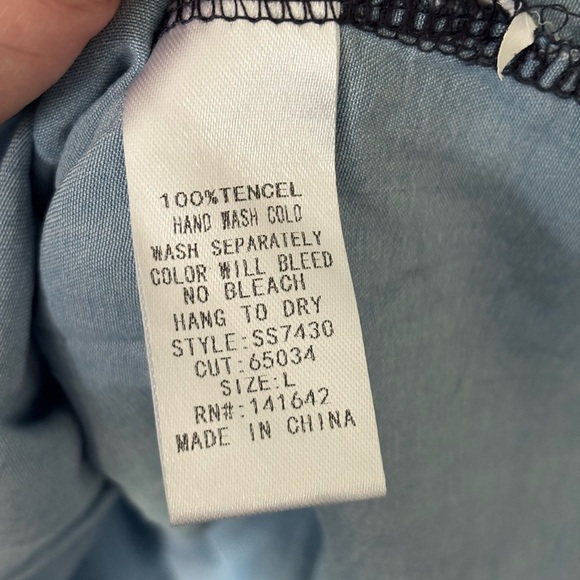 100%TENCEL
HAND WASH COLD
WASH SEPARATELY
COLOR WILL BLEED
NO BLEACH
HANG TO DRY
STYLE:SS7430
CUT:65034
SIZE:L
RN#:141642
MADE IN CHINA